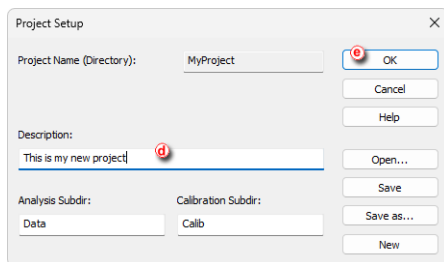 Project Setup
Project Name (Directory): MyProject
e OK
Cancel
Help
Description:
This is my new project d
Open...
Analysis Subdir: Calibration Subdir:
Save
Data Calib
Save as...
New